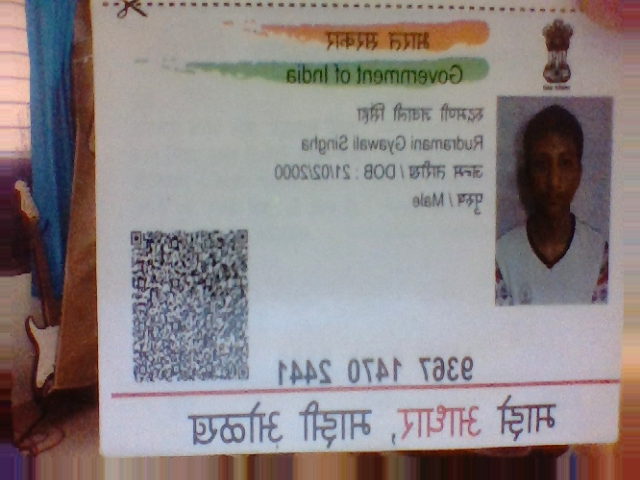 भारत सरकार
Government of India
रुद्रमणी ग्यावली सिंहा
Rudramani Gyawali Singha
जन्म तारीख / DOB : 21/02/2000
पुरुष / Male
9367 1470 2441
माझे आधार, माझी ओळख